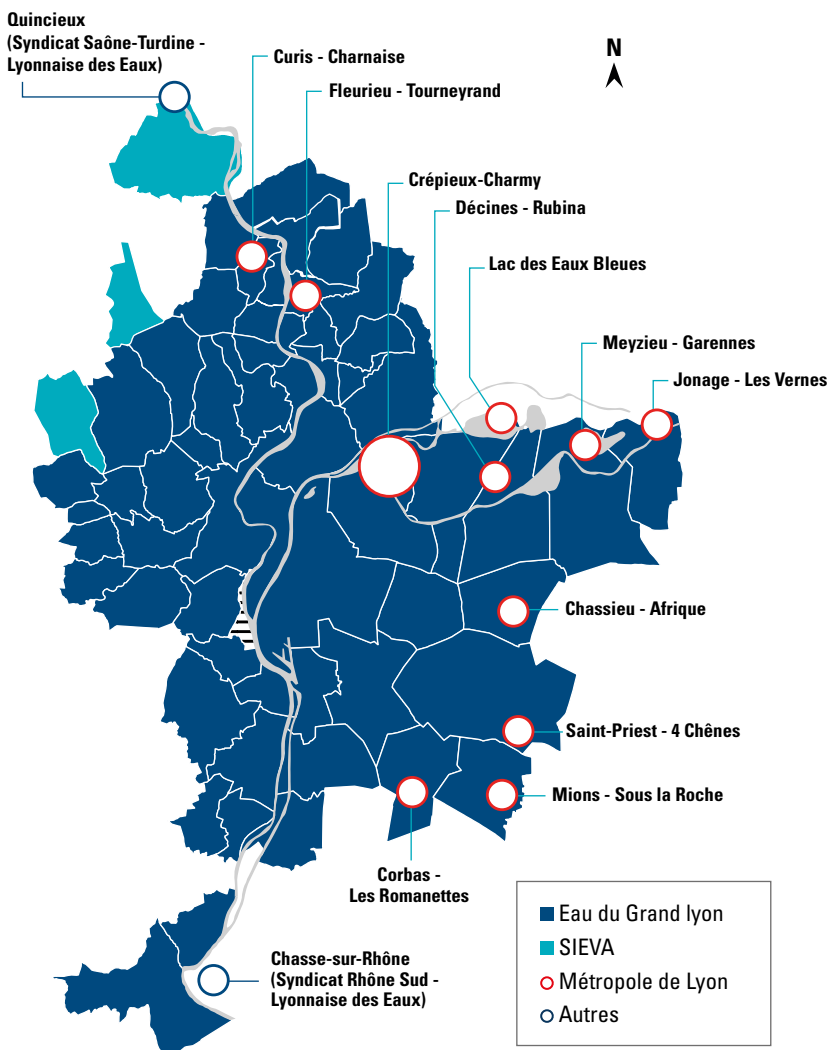 Quincieux
(Syndicat Saône-Turdine -
Lyonnaise des Eaux)
Curis - Charnaise
Fleurieu - Tourneyrand
N
Crépieux-Charmy
Décines - Rubina
Lac des Eaux Bleues
Meyzieu - Garennes
Jonage - Les Vernes
Chassieu - Afrique
Saint-Priest - 4 Chênes
Mions - Sous la Roche
Corbas -
Les Romanettes
Chasse-sur-Rhône
(Syndicat Rhône Sud -
Lyonnaise des Eaux)
Eau du Grand lyon
SIEVA
Métropole de Lyon
Autres